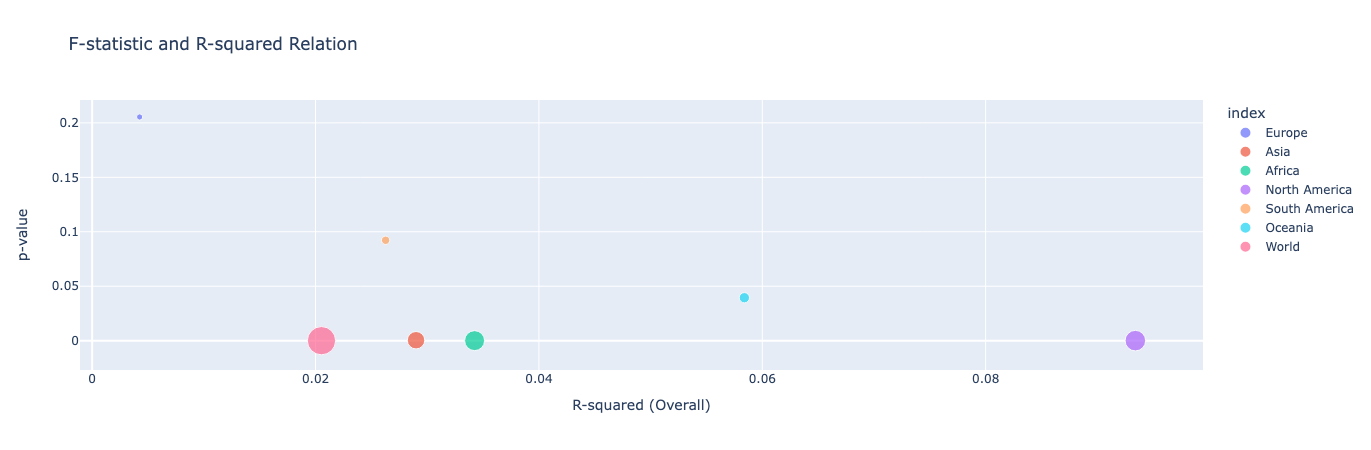 F-statistic and R-squared Relation
p-value
0.2
0.15
0.1
0.05
0
0 0.02 0.04 0.06 0.08
R-squared (Overall)
index
Europe
Asia
Africa
North America
South America
Oceania
World